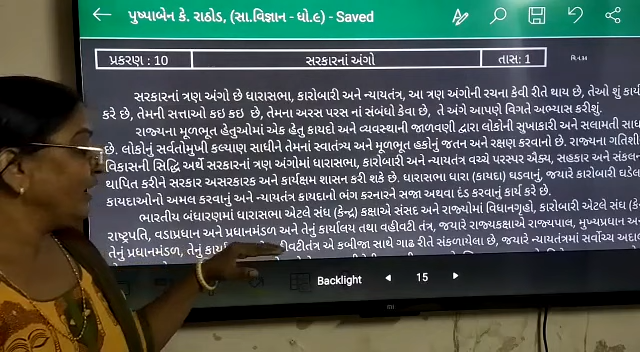 પુષ્પાબેન કે. રાઠોડ, (સા.વિજ્ઞાન - ધો.૯) - Saved
પ્રકરણ : 10 સરકારનાં અંગો તાસ: 1
સરકારનાં ત્રણ અંગો છે ધારાસભા, કારોબારી અને ન્યાયતંત્ર, આ ત્રણ અંગોની રચના કેવી રીતે થાય છે, તેઓ શું કાર્ય
કરે છે, તેમની સત્તાઓ કઇ કઇ છે, તેમના અરસ પરસ નાં સંબંધો કેવા છે, તે અંગે આપણે વિગતે અભ્યાસ કરીશું.
રાજ્યના મૂળભૂત હેતુઓમાં એક હેતુ કાયદો અને વ્યવસ્થાની જાળવણી દ્વારા લોકોની સુખાકારી અને સલામતી
છે. લોકોનું સર્વતોમુખી કલ્યાણ સાધીને તેમનાં સ્વાતંત્ર્ય અને મૂળભૂત હકોનું જતન અને રક્ષણ કરવાનો છે. રાજ્યના
વિકાસની સિદ્ધિ અર્થે સરકારનાં ત્રણ અંગોમાં ધારાસભા, કારોબારી અને ન્યાયતંત્ર વચ્ચે પરસ્પર એક્ય, સહકાર અને
સ્થાપિત કરીને સરકાર અસરકારક અને કાર્યક્ષમ શાસન કરી શકે છે. ધારાસભા ધારા (કાયદા) ઘડવાનું, જ્યારે કારોબારી ઘડેલ
કાયદાઓનો અમલ કરવાનું અને ન્યાયતંત્ર કાયદાનો ભંગ કરનારને સજા અથવા દંડ કરવાનું કાર્ય કરે છે.
ભારતીય બંધારણમાં ધારાસભા એટલે સંઘ (કેન્દ્ર) કક્ષાએ સંસદ અને રાજ્યોમાં વિધાનગૃહો, કારોબારી એટલે સંઘ
રાષ્ટ્રપતિ, વડાપ્રધાન અને પ્રધાનમંડળ અને તેનું કાર્યાલય તથા વહીવટી તંત્ર, જ્યારે રાજ્યકક્ષાએ રાજ્યપાલ, મુખ્યપ્રધાન
તેનું પ્રધાનમંડળ, તેનું એ કબીજા સાથે ગાઢ રીતે સંકળાયેલા છે, જ્યારે ન્યાયતંત્રમાં સર્વોચ્ચ
Backlight 15
mi